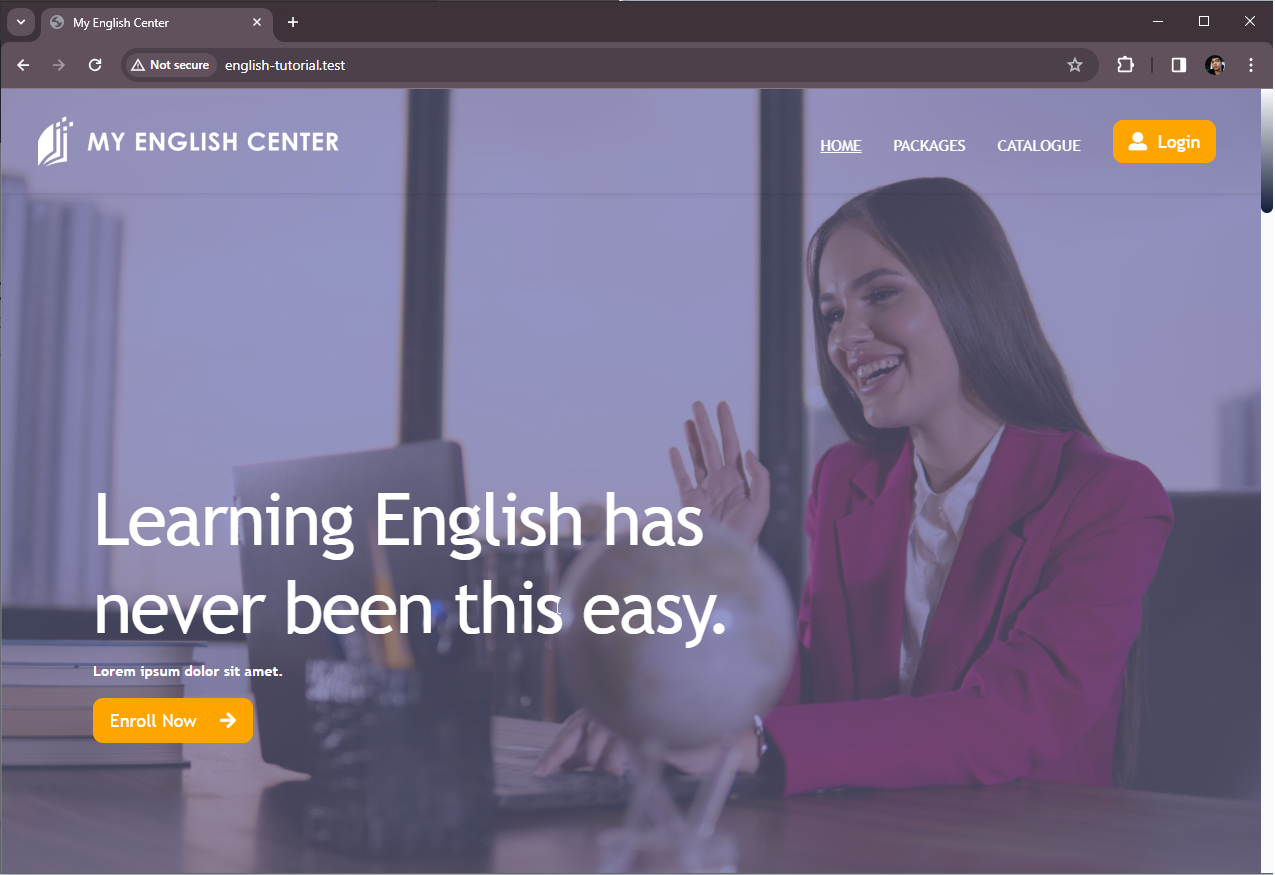 My English Center
Not secure
english-tutorial.test
MY ENGLISH CENTER
HOME
PACKAGES
CATALOGUE
Login
Learning English has
never been this easy.
Lorem ipsum dolor sit amet.
Enroll Now